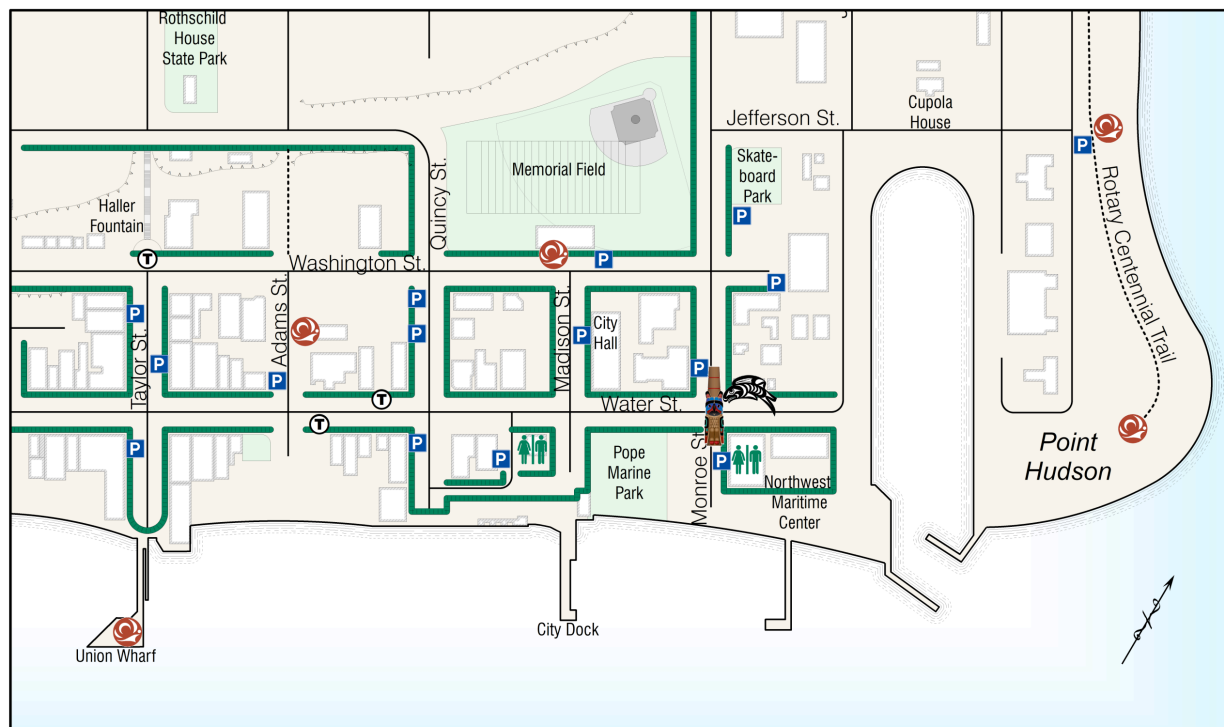 Rothschild
House
State Park
Jefferson St.
Cupola
House
Skate-
board
Park
Memorial Field
Quincy St.
Haller
Fountain
P
P
P
Rotary Centennial Trail
T
Washington St.
P
P
Adams St.
P
P
Taylor St.
P
Madison St.
P
City
Hall
P
P
P
T
Water St.
T
P
P
P
P
Monroe St.
Point
Hudson
Pope
Marine
Park
Northwest
Maritime
Center
City Dock
Union Wharf